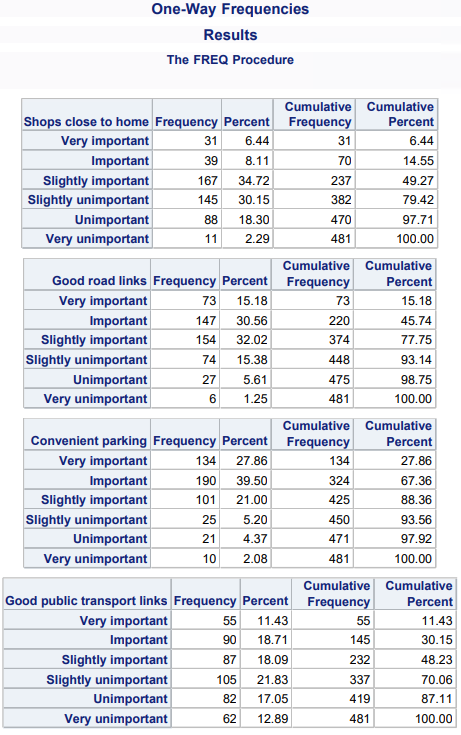 One-Way Frequencies
Results
The FREQ Procedure
Shops close to home Frequency Percent Cumulative Frequency Cumulative Percent
Very important 31 6.44 31 6.44
Important 39 8.11 70 14.55
Slightly important 167 34.72 237 49.27
Slightly unimportant 145 30.15 382 79.42
Unimportant 88 18.30 470 97.71
Very unimportant 11 2.29 481 100.00
Good road links Frequency Percent Cumulative Frequency Cumulative Percent
Very important 73 15.18 73 15.18
Important 147 30.56 220 45.74
Slightly important 154 32.02 374 77.75
Slightly unimportant 74 15.38 448 93.14
Unimportant 27 5.61 475 98.75
Very unimportant 6 1.25 481 100.00
Convenient parking Frequency Percent Cumulative Frequency Cumulative Percent
Very important 134 27.86 134 27.86
Important 190 39.50 324 67.36
Slightly important 101 21.00 425 88.36
Slightly unimportant 25 5.20 450 93.56
Unimportant 21 4.37 471 97.92
Very unimportant 10 2.08 481 100.00
Good public transport links Frequency Percent Cumulative Frequency Cumulative Percent
Very important 55 11.43 55 11.43
Important 90 18.71 145 30.15
Slightly important 87 18.09 232 48.23
Slightly unimportant 105 21.83 337 70.06
Unimportant 82 17.05 419 87.11
Very unimportant 62 12.89 481 100.00